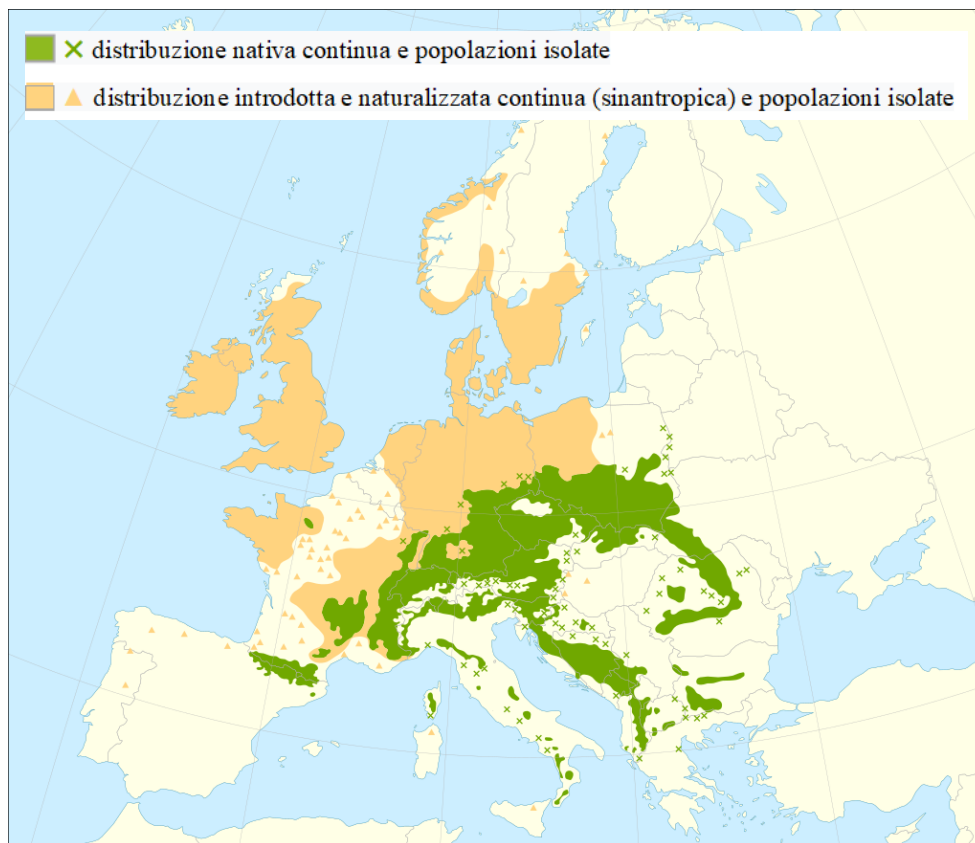 distribuzione nativa continua e popolazioni isolate
distribuzione introdotta e naturalizzata continua (sinantropica) e popolazioni isolate